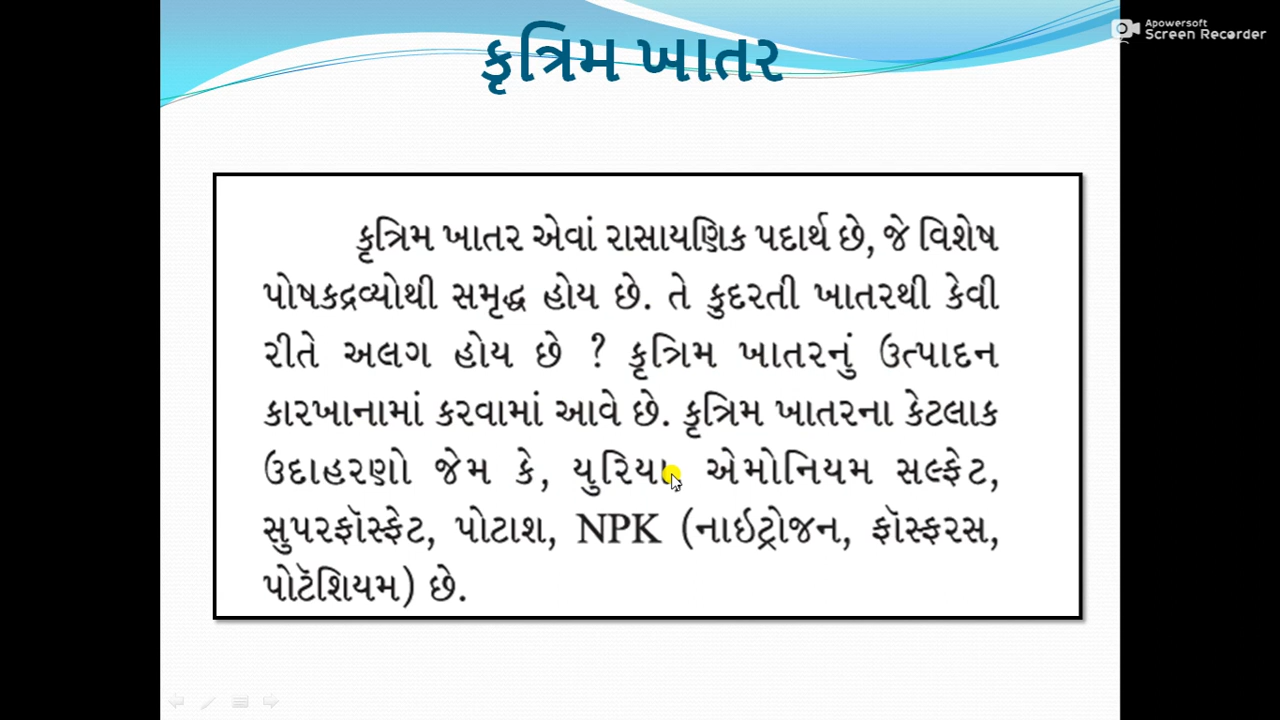 કૃત્રિમ ખાતર
Apowersoft
Screen Recorder
કૃત્રિમ ખાતર એવાં રાસાયણિક પદાર્થ છે, જે વિશેષ
પોષકદ્રવ્યોથી સમૃદ્ધ હોય છે. તે કુદરતી ખાતરથી કેવી
રીતે અલગ હોય છે ? કૃત્રિમ ખાતરનું ઉત્પાદન
કારખાનામાં કરવામાં આવે છે. કૃત્રિમ ખાતરના કેટલાક
ઉદાહરણો જેમ કે, યુરિયા એમોનિયમ સલ્ફેટ,
સુપરફૉસ્ફેટ, પોટાશ, NPK (નાઇટ્રોજન, ફૉસ્ફરસ,
પોટૅશિયમ) છે.